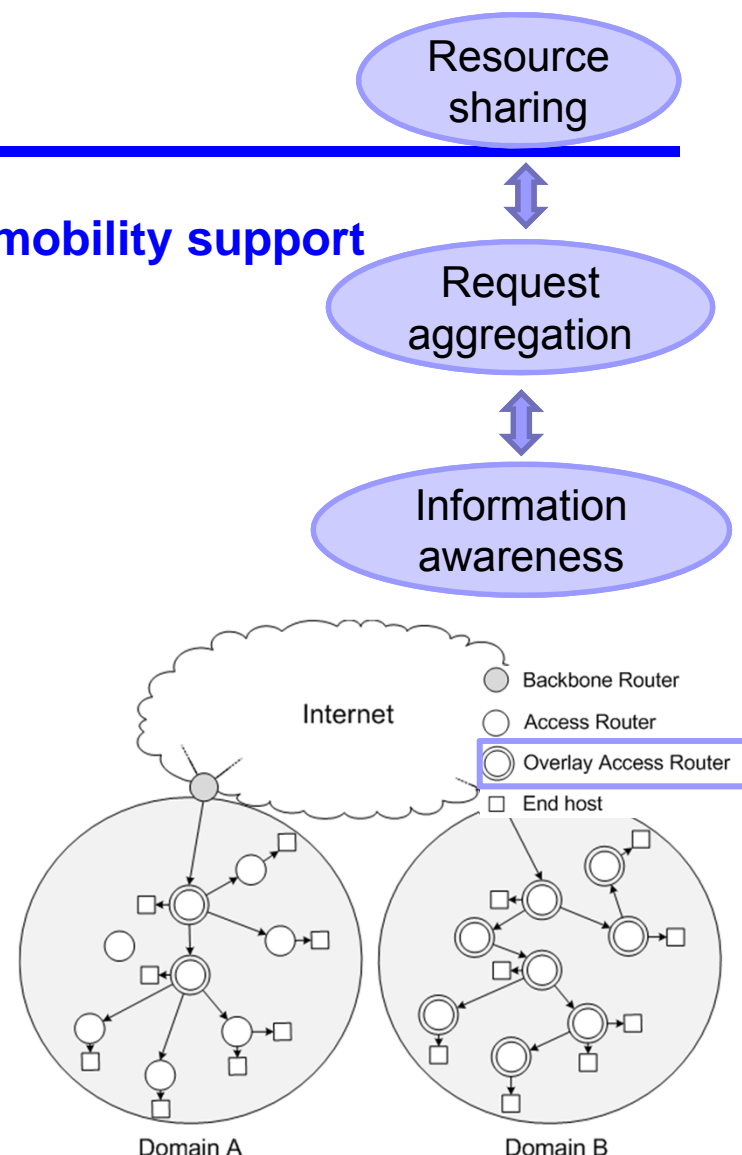 Resource
sharing
mobility support
Request
aggregation
Information
awareness
Internet
Backbone Router
Access Router
Overlay Access Router
End host
Domain A
Domain B